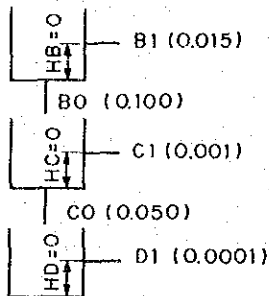 HB=0
B1 (0.015)
B0 (0.100)
HC=0
C1 (0.001)
C0 (0.050)
HD=0
D1 (0.0001)